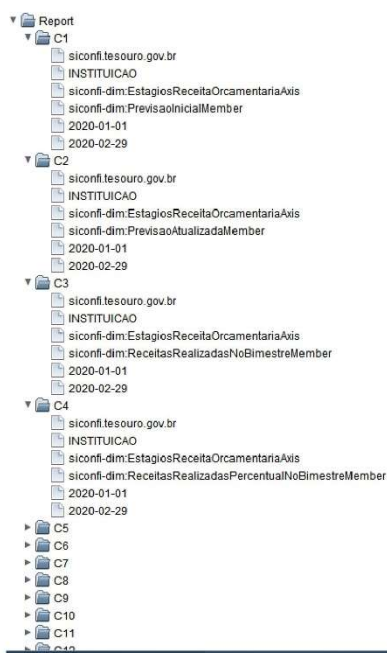 Report
C1
siconfi.tesouro.gov.br
INSTITUICAO
siconfi-dim:EstagiosReceitaOrcamentariaAxis
siconfi-dim:PrevisaoInicialMember
2020-01-01
2020-02-29
C2
siconfi.tesouro.gov.br
INSTITUICAO
siconfi-dim:EstagiosReceitaOrcamentariaAxis
siconfi-dim:PrevisaoAtualizadaMember
2020-01-01
2020-02-29
C3
siconfi.tesouro.gov.br
INSTITUICAO
siconfi-dim:EstagiosReceitaOrcamentariaAxis
siconfi-dim:ReceitasRealizadasNoBimestreMember
2020-01-01
2020-02-29
C4
siconfi.tesouro.gov.br
INSTITUICAO
siconfi-dim:EstagiosReceitaOrcamentariaAxis
siconfi-dim:ReceitasRealizadasPercentualNoBimestreMember
2020-01-01
2020-02-29
C5
C6
C7
C8
C9
C10
C11